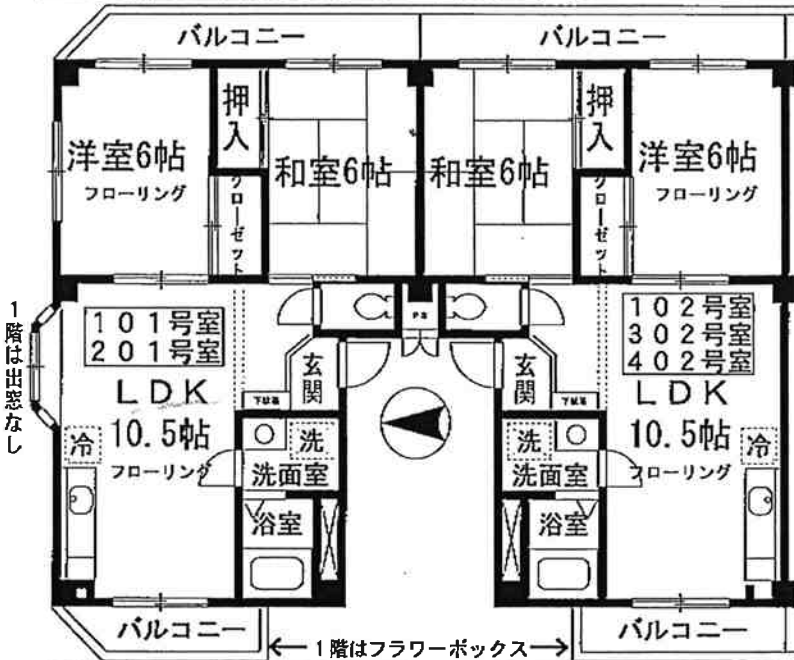 バルコニー
バルコニー
洋室6帖
フローリング
押入
クローゼット
和室6帖
和室6帖
押入
クローゼット
洋室6帖
フローリング
1階は出窓なし
101号室
201号室
LDK
10.5帖
フローリング
冷
玄関
下駄箱
洗
洗面室
浴室
PS
玄関
下駄箱
洗
洗面室
浴室
102号室
302号室
402号室
LDK
10.5帖
フローリング
冷
バルコニー
1階はフラワーボックス
バルコニー